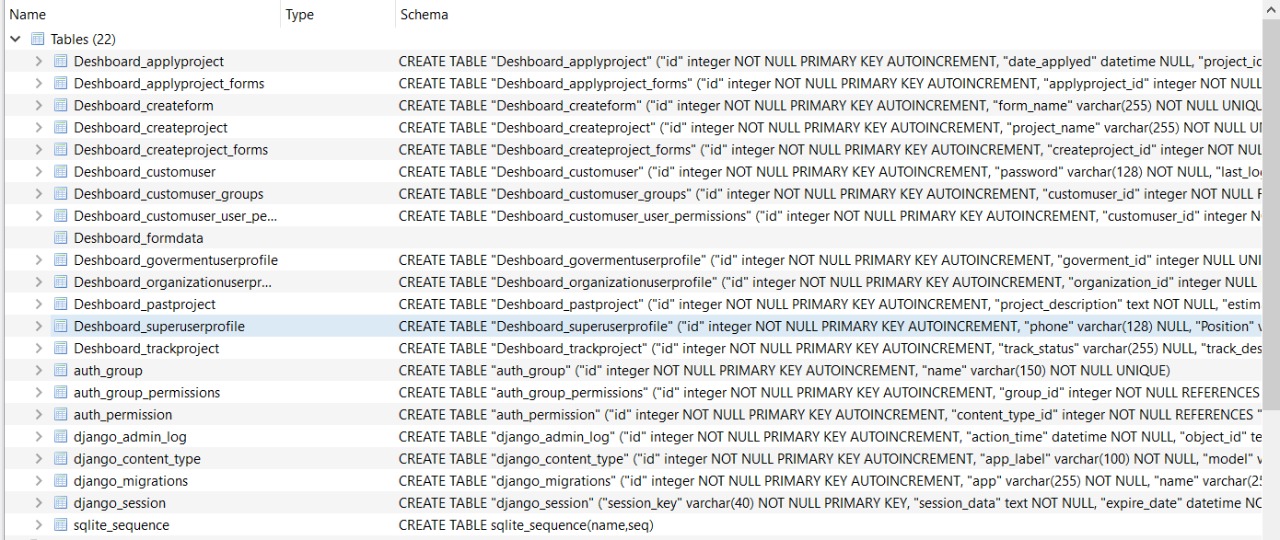 Name Type Schema
Tables (22)
Deshboard_applyproject CREATE TABLE "Deshboard_applyproject" ("id" integer NOT NULL PRIMARY KEY AUTOINCREMENT, "date_applyed" datetime NULL, "project_ic
Deshboard_applyproject_forms CREATE TABLE "Deshboard_applyproject_forms" ("id" integer NOT NULL PRIMARY KEY AUTOINCREMENT, "applyproject_id" integer NOT NULL
Deshboard_createform CREATE TABLE "Deshboard_createform" ("id" integer NOT NULL PRIMARY KEY AUTOINCREMENT, "form_name" varchar(255) NOT NULL UNIQU
Deshboard_createproject CREATE TABLE "Deshboard_createproject" ("id" integer NOT NULL PRIMARY KEY AUTOINCREMENT, "project_name" varchar(255) NOT NULL UN
Deshboard_createproject_forms CREATE TABLE "Deshboard_createproject_forms" ("id" integer NOT NULL PRIMARY KEY AUTOINCREMENT, "createproject_id" integer NOT NUL
Deshboard_customuser CREATE TABLE "Deshboard_customuser" ("id" integer NOT NULL PRIMARY KEY AUTOINCREMENT, "password" varchar(128) NOT NULL, "last_lo
Deshboard_customuser_groups CREATE TABLE "Deshboard_customuser_groups" ("id" integer NOT NULL PRIMARY KEY AUTOINCREMENT, "customuser_id" integer NOT NULL F
Deshboard_customuser_user_pe... CREATE TABLE "Deshboard_customuser_user_permissions" ("id" integer NOT NULL PRIMARY KEY AUTOINCREMENT, "customuser_id" integer N
Deshboard_formdata
Deshboard_govermentuserprofile CREATE TABLE "Deshboard_govermentuserprofile" ("id" integer NOT NULL PRIMARY KEY AUTOINCREMENT, "goverment_id" integer NULL UNI
Deshboard_organizationuserpr... CREATE TABLE "Deshboard_organizationuserprofile" ("id" integer NOT NULL PRIMARY KEY AUTOINCREMENT, "organization_id" integer NULL
Deshboard_pastproject CREATE TABLE "Deshboard_pastproject" ("id" integer NOT NULL PRIMARY KEY AUTOINCREMENT, "project_description" text NOT NULL, "estim
Deshboard_superuserprofile CREATE TABLE "Deshboard_superuserprofile" ("id" integer NOT NULL PRIMARY KEY AUTOINCREMENT, "phone" varchar(128) NULL, "Position" v
Deshboard_trackproject CREATE TABLE "Deshboard_trackproject" ("id" integer NOT NULL PRIMARY KEY AUTOINCREMENT, "track_status" varchar(255) NULL, "track_des
auth_group CREATE TABLE "auth_group" ("id" integer NOT NULL PRIMARY KEY AUTOINCREMENT, "name" varchar(150) NOT NULL UNIQUE)
auth_group_permissions CREATE TABLE "auth_group_permissions" ("id" integer NOT NULL PRIMARY KEY AUTOINCREMENT, "group_id" integer NOT NULL REFERENCES
auth_permission CREATE TABLE "auth_permission" ("id" integer NOT NULL PRIMARY KEY AUTOINCREMENT, "content_type_id" integer NOT NULL REFERENCES "
django_admin_log CREATE TABLE "django_admin_log" ("id" integer NOT NULL PRIMARY KEY AUTOINCREMENT, "action_time" datetime NOT NULL, "object_id" te
django_content_type CREATE TABLE "django_content_type" ("id" integer NOT NULL PRIMARY KEY AUTOINCREMENT, "app_label" varchar(100) NOT NULL, "model" v
django_migrations CREATE TABLE "django_migrations" ("id" integer NOT NULL PRIMARY KEY AUTOINCREMENT, "app" varchar(255) NOT NULL, "name" varchar(25
django_session CREATE TABLE "django_session" ("session_key" varchar(40) NOT NULL PRIMARY KEY, "session_data" text NOT NULL, "expire_date" datetime NC
sqlite_sequence CREATE TABLE sqlite_sequence(name,seq)